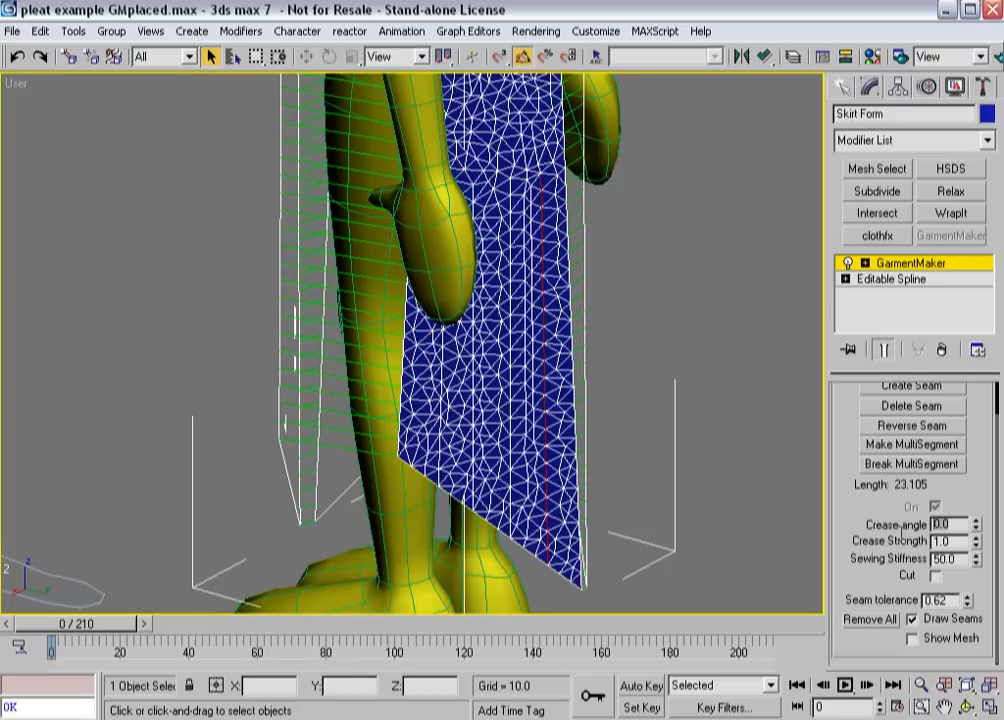 pleat example GMplaced.max - 3ds max 7 - Not for Resale - Stand-alone License
File Edit Tools Group Views Create Modifiers Character reactor Animation Graph Editors Rendering Customize MAXScript Help
All View View
User
Skirt Form
Modifier List
Mesh Select HSDS
Subdivide Relax
Intersect WrapIt
clothfx GarmentMaker
GarmentMaker
Editable Spline
Create Seam
Delete Seam
Reverse Seam
Make MultiSegment
Break MultiSegment
Length: 23.105
On
Crease angle 0.0
Crease Strength 1.0
Sewing Stiffness 50.0
Cut
Seam tolerance 0.62
Remove All Draw Seams
Show Mesh
2 z x y
< 0 / 210 >
0 20 40 60 80 100 120 140 160 180 200
1 Object Selec X: Y: Z: Grid = 10.0 Auto Key Selected
OK Click or click-and-drag to select objects Add Time Tag Set Key Key Filters... 0